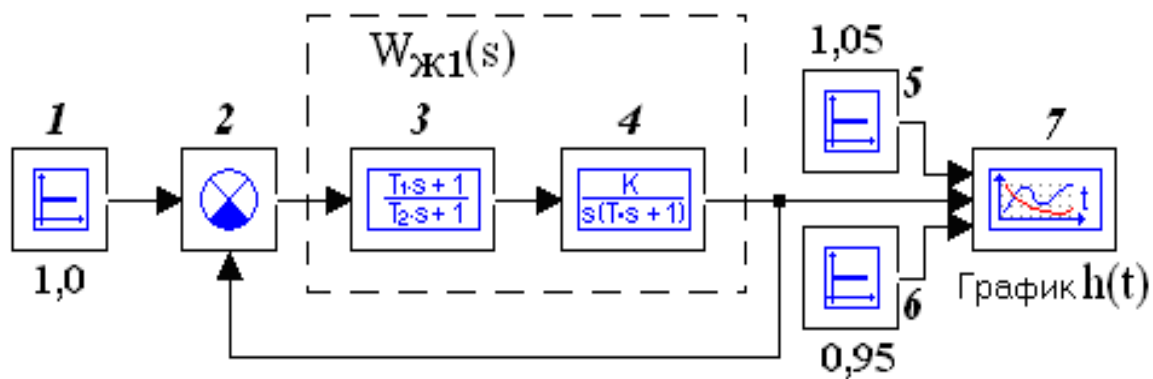 W_Ж1(s)
1,05
1
2
3
4
5
7
T₁·s + 1
T₂·s + 1
K
s(T·s + 1)
t
1,0
6
График h(t)
0,95